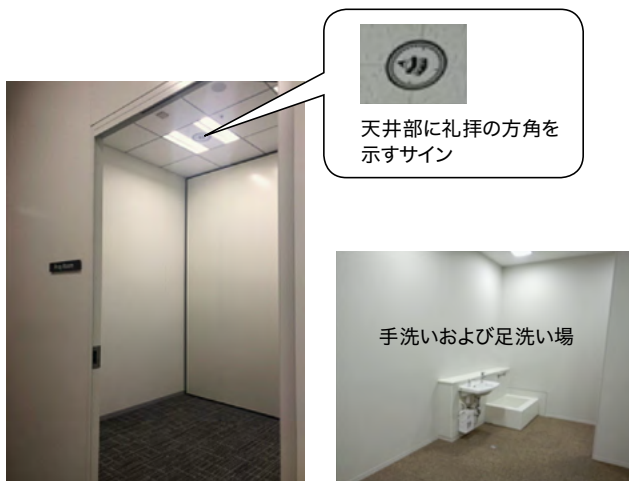 天井部に礼拝の方角を
示すサイン
手洗いおよび足洗い場